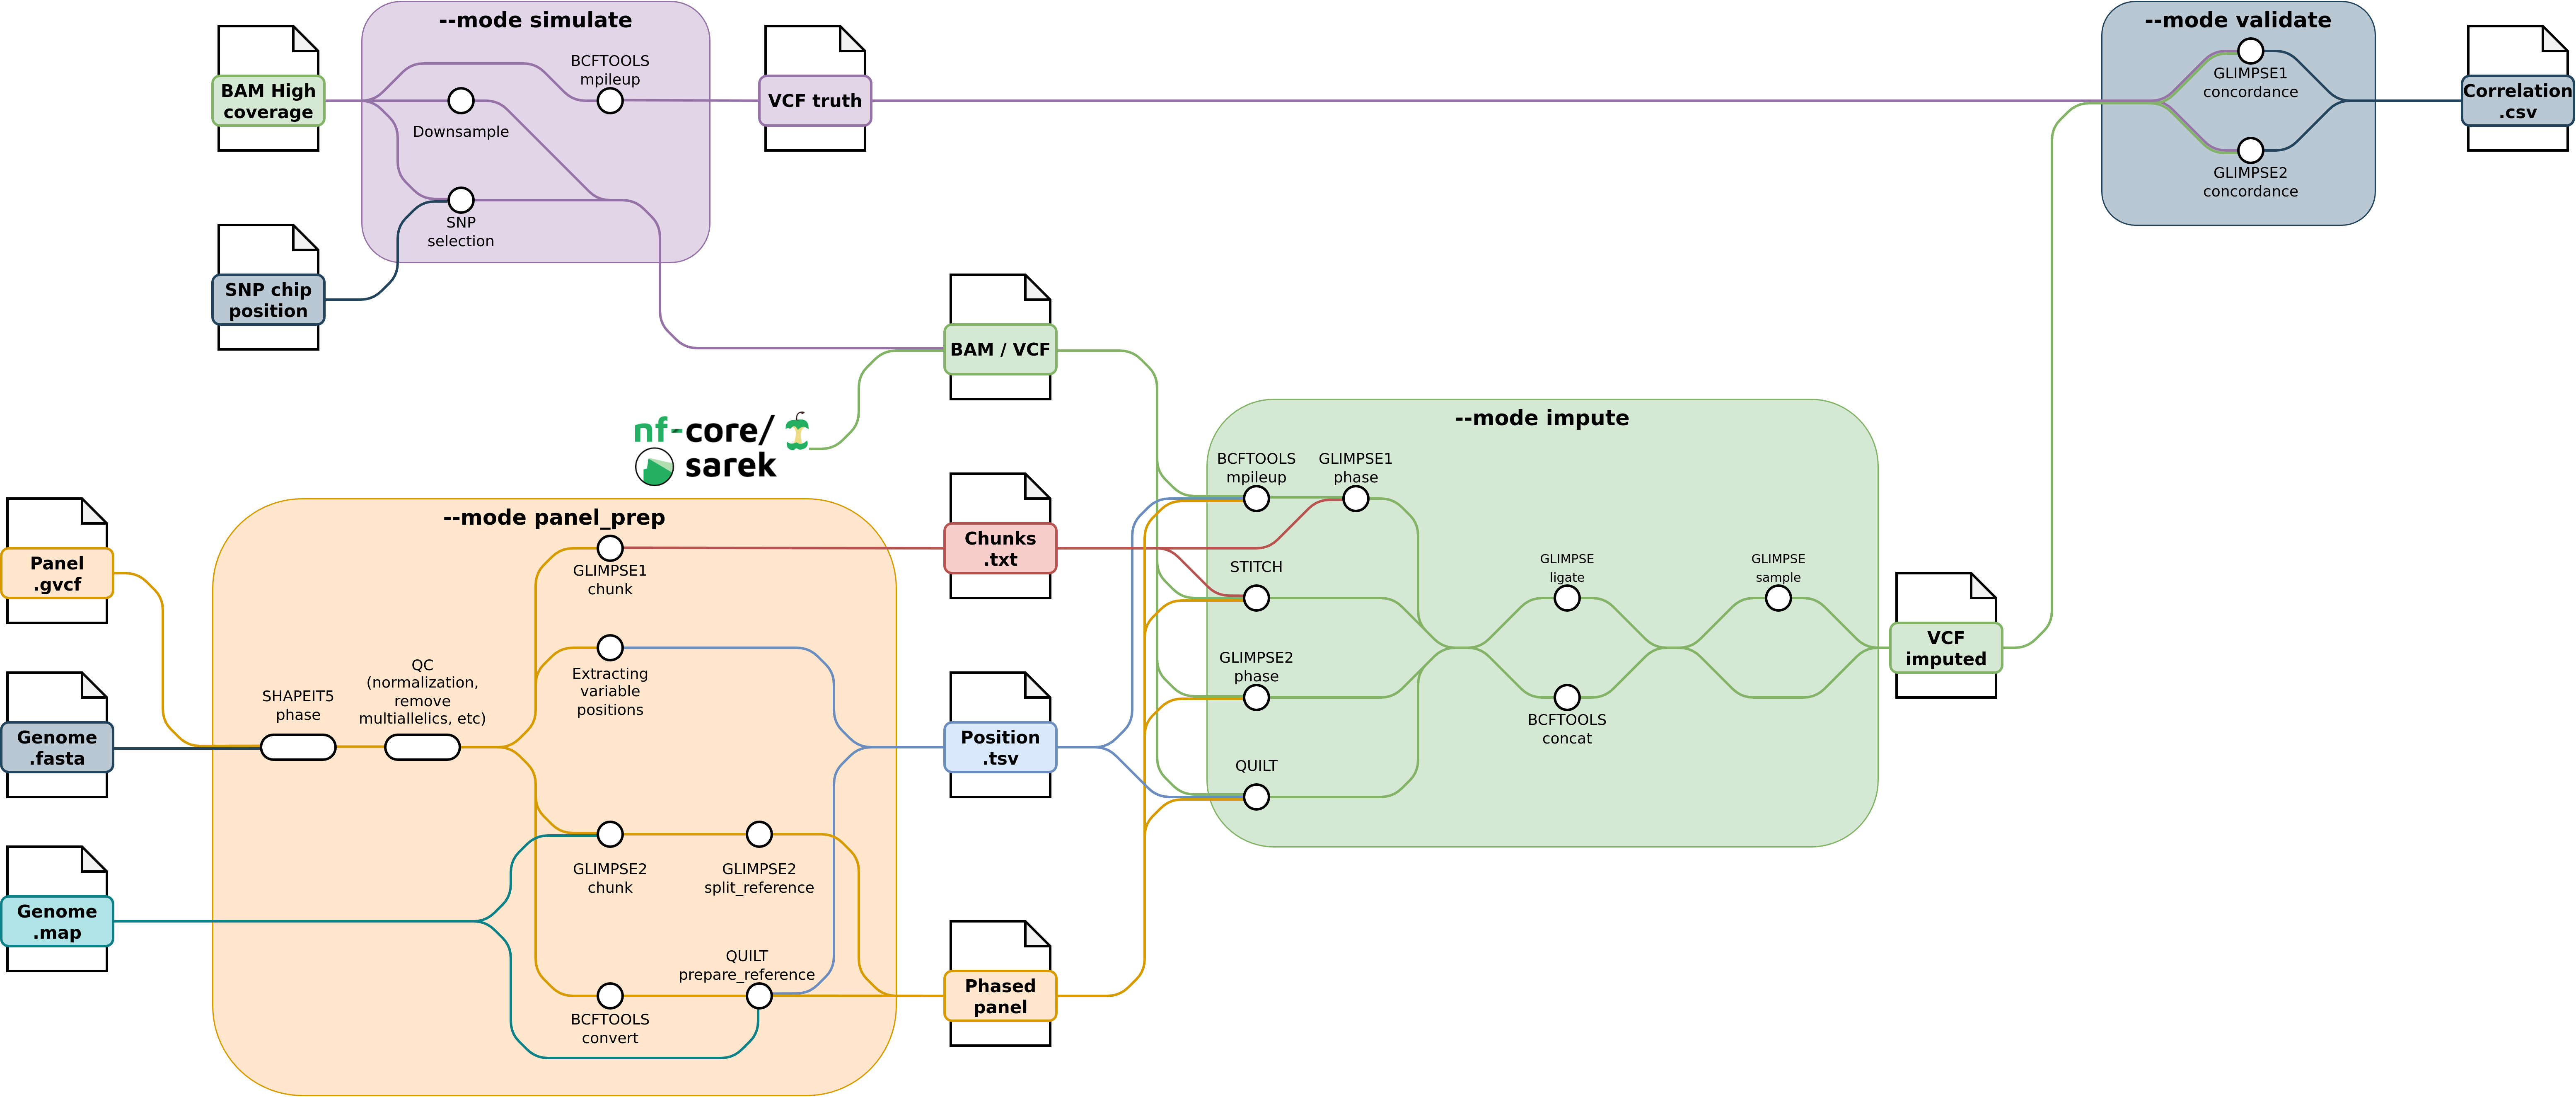 --mode simulate
BAM High
coverage
BCFTOOLS
mpileup
Downsample
SNP
selection
SNP chip
position
VCF truth
--mode validate
GLIMPSE1
concordance
GLIMPSE2
concordance
Correlation
.csv
BAM / VCF
nf-core/
sarek
--mode panel_prep
Panel
.gvcf
Genome
.fasta
Genome
.map
SHAPEIT5
phase
QC
(normalization,
remove
multiallelics, etc)
GLIMPSE1
chunk
Extracting
variable
positions
GLIMPSE2
chunk
GLIMPSE2
split_reference
QUILT
prepare_reference
BCFTOOLS
convert
Chunks
.txt
Position
.tsv
Phased
panel
--mode impute
BCFTOOLS
mpileup
GLIMPSE1
phase
STITCH
GLIMPSE2
phase
QUILT
GLIMPSE
ligate
BCFTOOLS
concat
GLIMPSE
sample
VCF
imputed